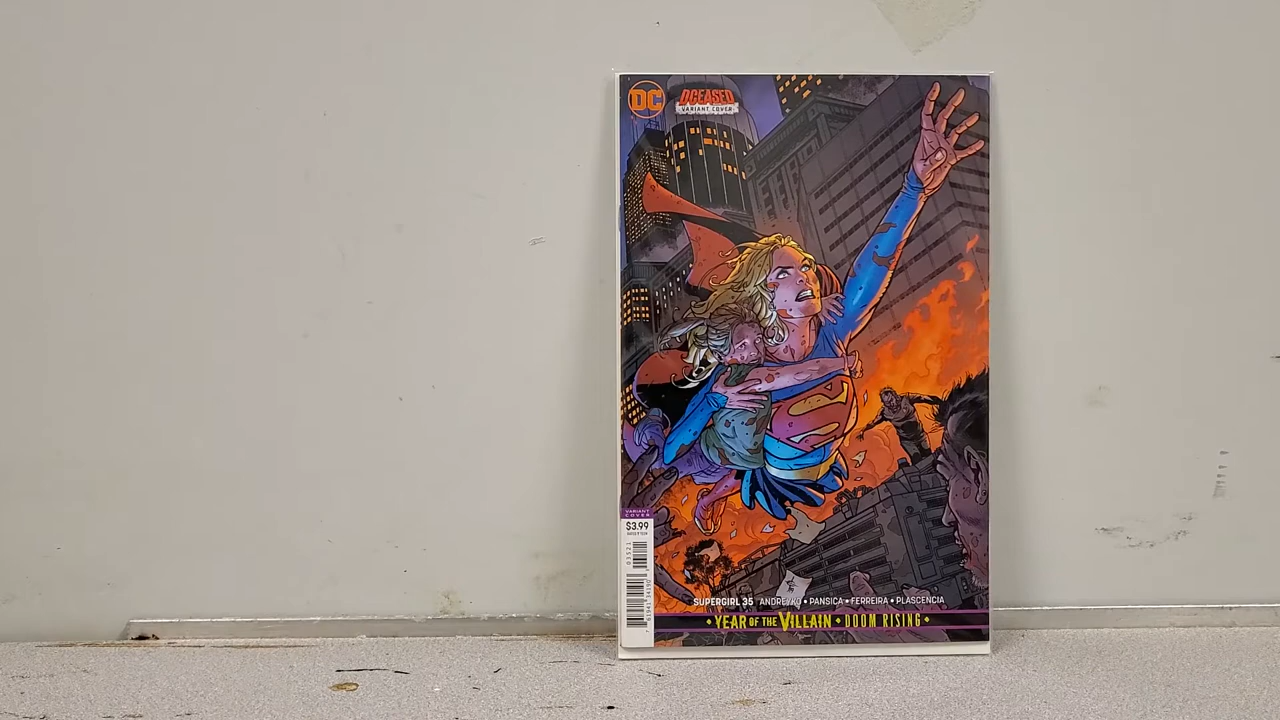 DC
DCEASED
VARIANT COVER
VARIANT
COVER
$3.99
SUPERGIRL 35 ANDREYKO • PANSICA • FERREIRA • PLASCENCIA
• YEAR OF THE VILLAIN • DOOM RISING •